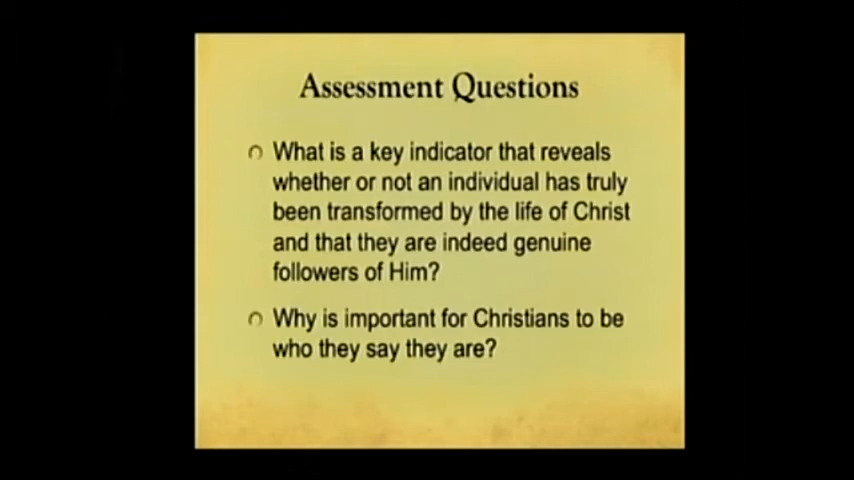 Assessment Questions
What is a key indicator that reveals
whether or not an individual has truly
been transformed by the life of Christ
and that they are indeed genuine
followers of Him?
Why is important for Christians to be
who they say they are?